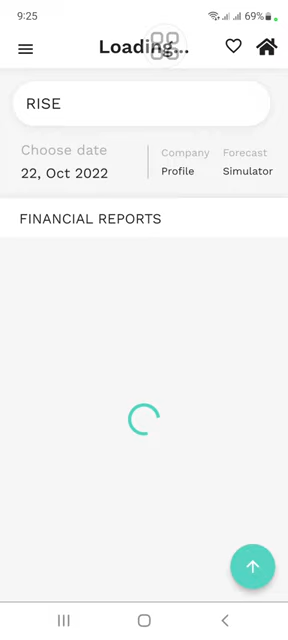 9:25
69%
Loading...
RISE
Choose date
22, Oct 2022
Company
Profile
Forecast
Simulator
FINANCIAL REPORTS